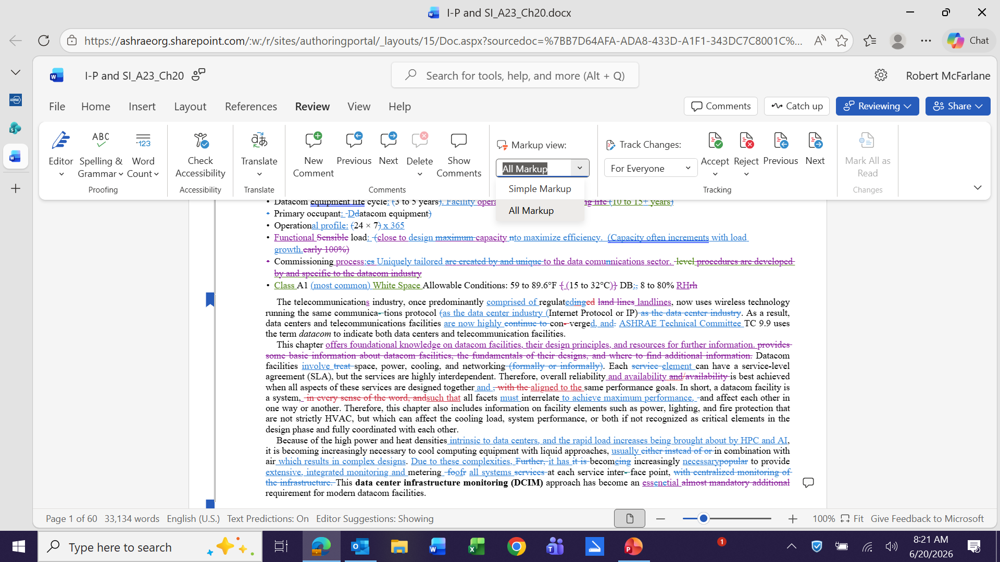 I-P and SI_A23_Ch20.docx
https://ashraeorg.sharepoint.com/:w:/r/sites/authoringportal/_layouts/15/Doc.aspx?sourcedoc=%7BB7D64AFA-ADA8-433D-A1F1-343DC7C8001C%...
Chat
I-P and SI_A23_Ch20
Search for tools, help, and more (Alt + Q)
Robert McFarlane
File Home Insert Layout References Review View Help
Comments Catch up Reviewing Share
Editor
Spelling & Grammar
Word Count
Proofing
Check Accessibility
Accessibility
Translate
Translate
New Comment
Previous
Next
Delete
Show Comments
Comments
Markup view:
All Markup
Simple Markup
All Markup
Track Changes:
For Everyone
Accept
Reject
Previous
Next
Tracking
Mark All as Read
Changes
• Datacom equipment life cycle: (3 to 5 years). Facility opera ng life (10 to 15+ years)
• Primary occupant: -Ddatacom equipment)
• Operational profile: (24 × 7) x 365
• Functional Sensible load: -(close to design maximum capacity nto maximize efficiency. (Capacity often increments with load
growth.early 100%)
• Commissioning process:es Uniquely tailored are created by and unique to the data comunnications sector. -level procedures are developed
by and specific to the datacom industry
• Class A1 (most common) White Space Allowable Conditions: 59 to 89.6°F { (15 to 32°C)} DB:; 8 to 80% RHrh
The telecommunications industry, once predominantly comprised of regulatedinged land lines landlines, now uses wireless technology
running the same communica- tions protocol (as the data center industry (Internet Protocol or IP) as the data center industry. As a result,
data centers and telecommunications facilities are now highly continue to con- verged, and. ASHRAE Technical Committee TC 9.9 uses
the term datacom to indicate both data centers and telecommunication facilities.
This chapter offers foundational knowledge on datacom facilities, their design principles, and resources for further information. provides
some basic information about datacom facilities, the fundamentals of their designs, and where to find additional information. Datacom
facilities involve treat space, power, cooling, and networking (formally or informally). Each service element can have a service-level
agreement (SLA), but the services are highly interdependent. Therefore, overall reliability and availability and/availability is best achieved
when all aspects of these services are designed together and , with the aligned to the same performance goals. In short, a datacom facility is
a system, in every sense of the word, andsuch that all facets must interrelate to achieve maximum performance, -and affect each other in
one way or another. Therefore, this chapter also includes information on facility elements such as power, lighting, and fire protection that
are not strictly HVAC, but which can affect the cooling load, system performance, or both if not recognized as critical elements in the
design phase and fully coordinated with each other.
Because of the high power and heat densities intrinsic to data centers, and the rapid load increases being brought about by HPC and AI,
it is becoming increasingly necessary to cool computing equipment with liquid approaches, usually either instead of or in combination with
air which results in complex designs. Due to these complexities, Further, it has it is becomeing increasingly necessarypopular to provide
extensive, integrated monitoring and metering foofr all systems services at each service inter- face point, with centralized monitoring of
the infrastructure. This data center infrastructure monitoring (DCIM) approach has become an essenetial almost mandatory additional
requirement for modern datacom facilities.
Page 1 of 60 33,134 words English (U.S.) Text Predictions: On Editor Suggestions: Showing
100% Fit Give Feedback to Microsoft
Type here to search
1
8:21 AM
6/20/2026